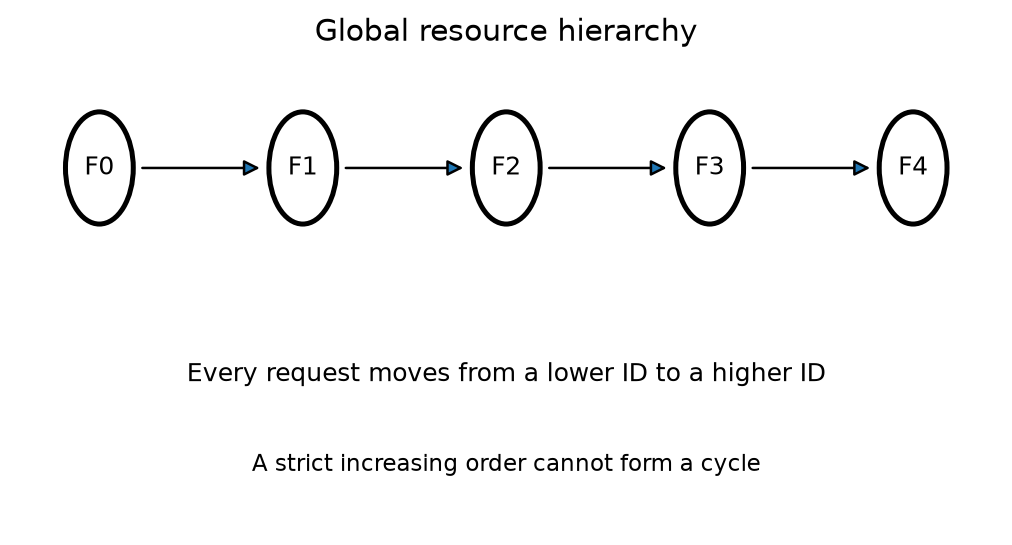 Global resource hierarchy
F0 F1 F2 F3 F4
Every request moves from a lower ID to a higher ID
A strict increasing order cannot form a cycle